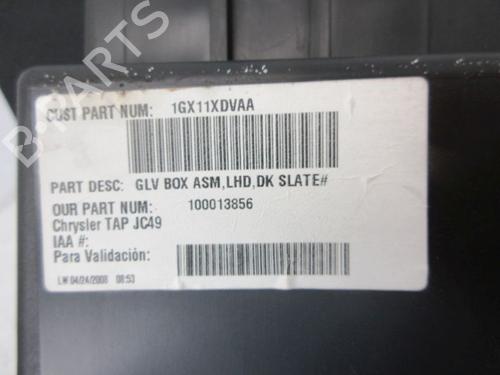 CUST PART NUM: 1GX11XDVAA
PART DESC: GLV BOX ASM,LHD,DK SLATE#
OUR PART NUM: 100013856
Chrysler TAP JC49
IAA #:
Para Validación:
LW 04/24/2008 08:53
B-PARTS